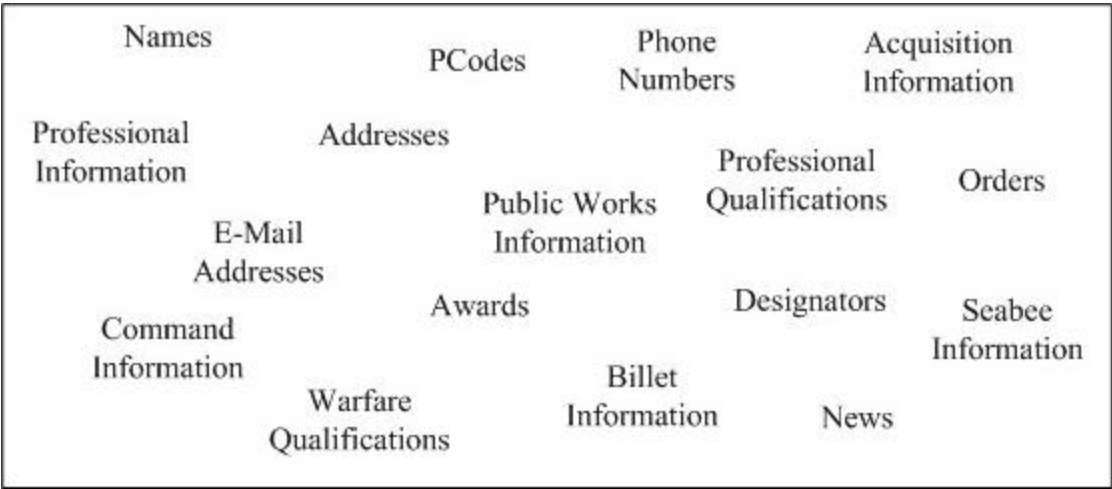 Names
PCodes
Phone
Numbers
Acquisition
Information
Professional
Information
Addresses
Professional
Qualifications
Orders
Public Works
Information
E-Mail
Addresses
Awards
Designators
Seabee
Information
Command
Information
Billet
Information
Warfare
Qualifications
News